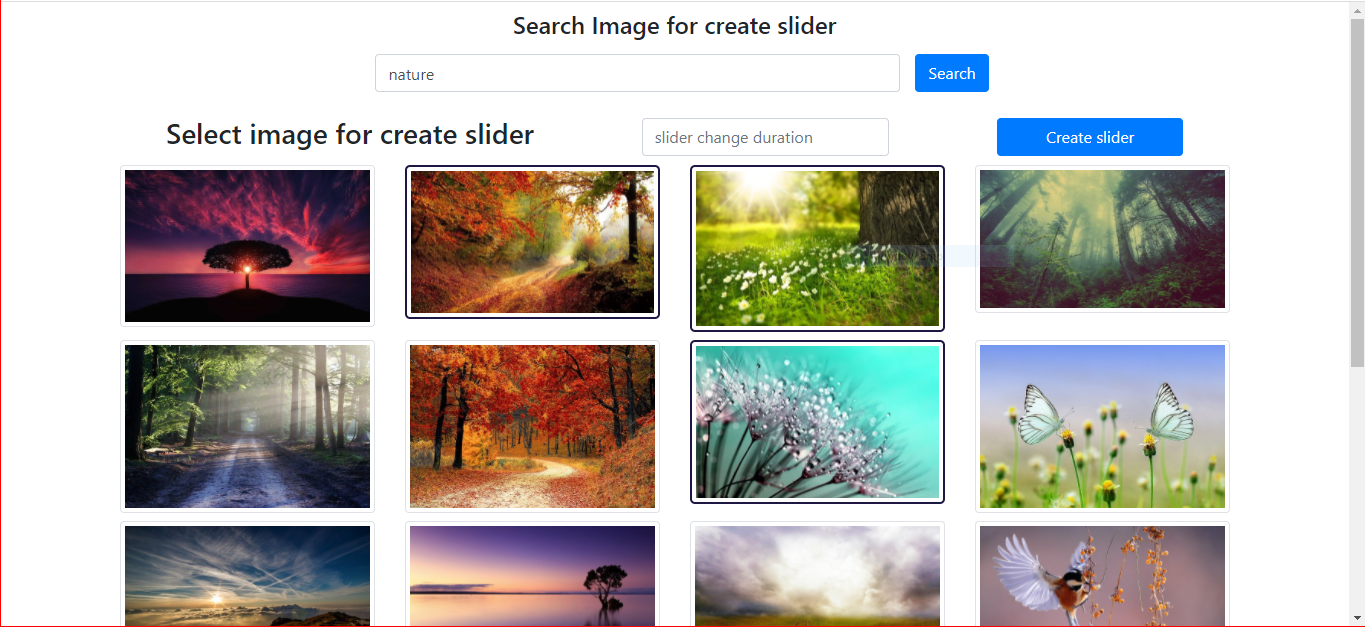 Search Image for create slider
nature
Search
Select image for create slider
slider change duration
Create slider